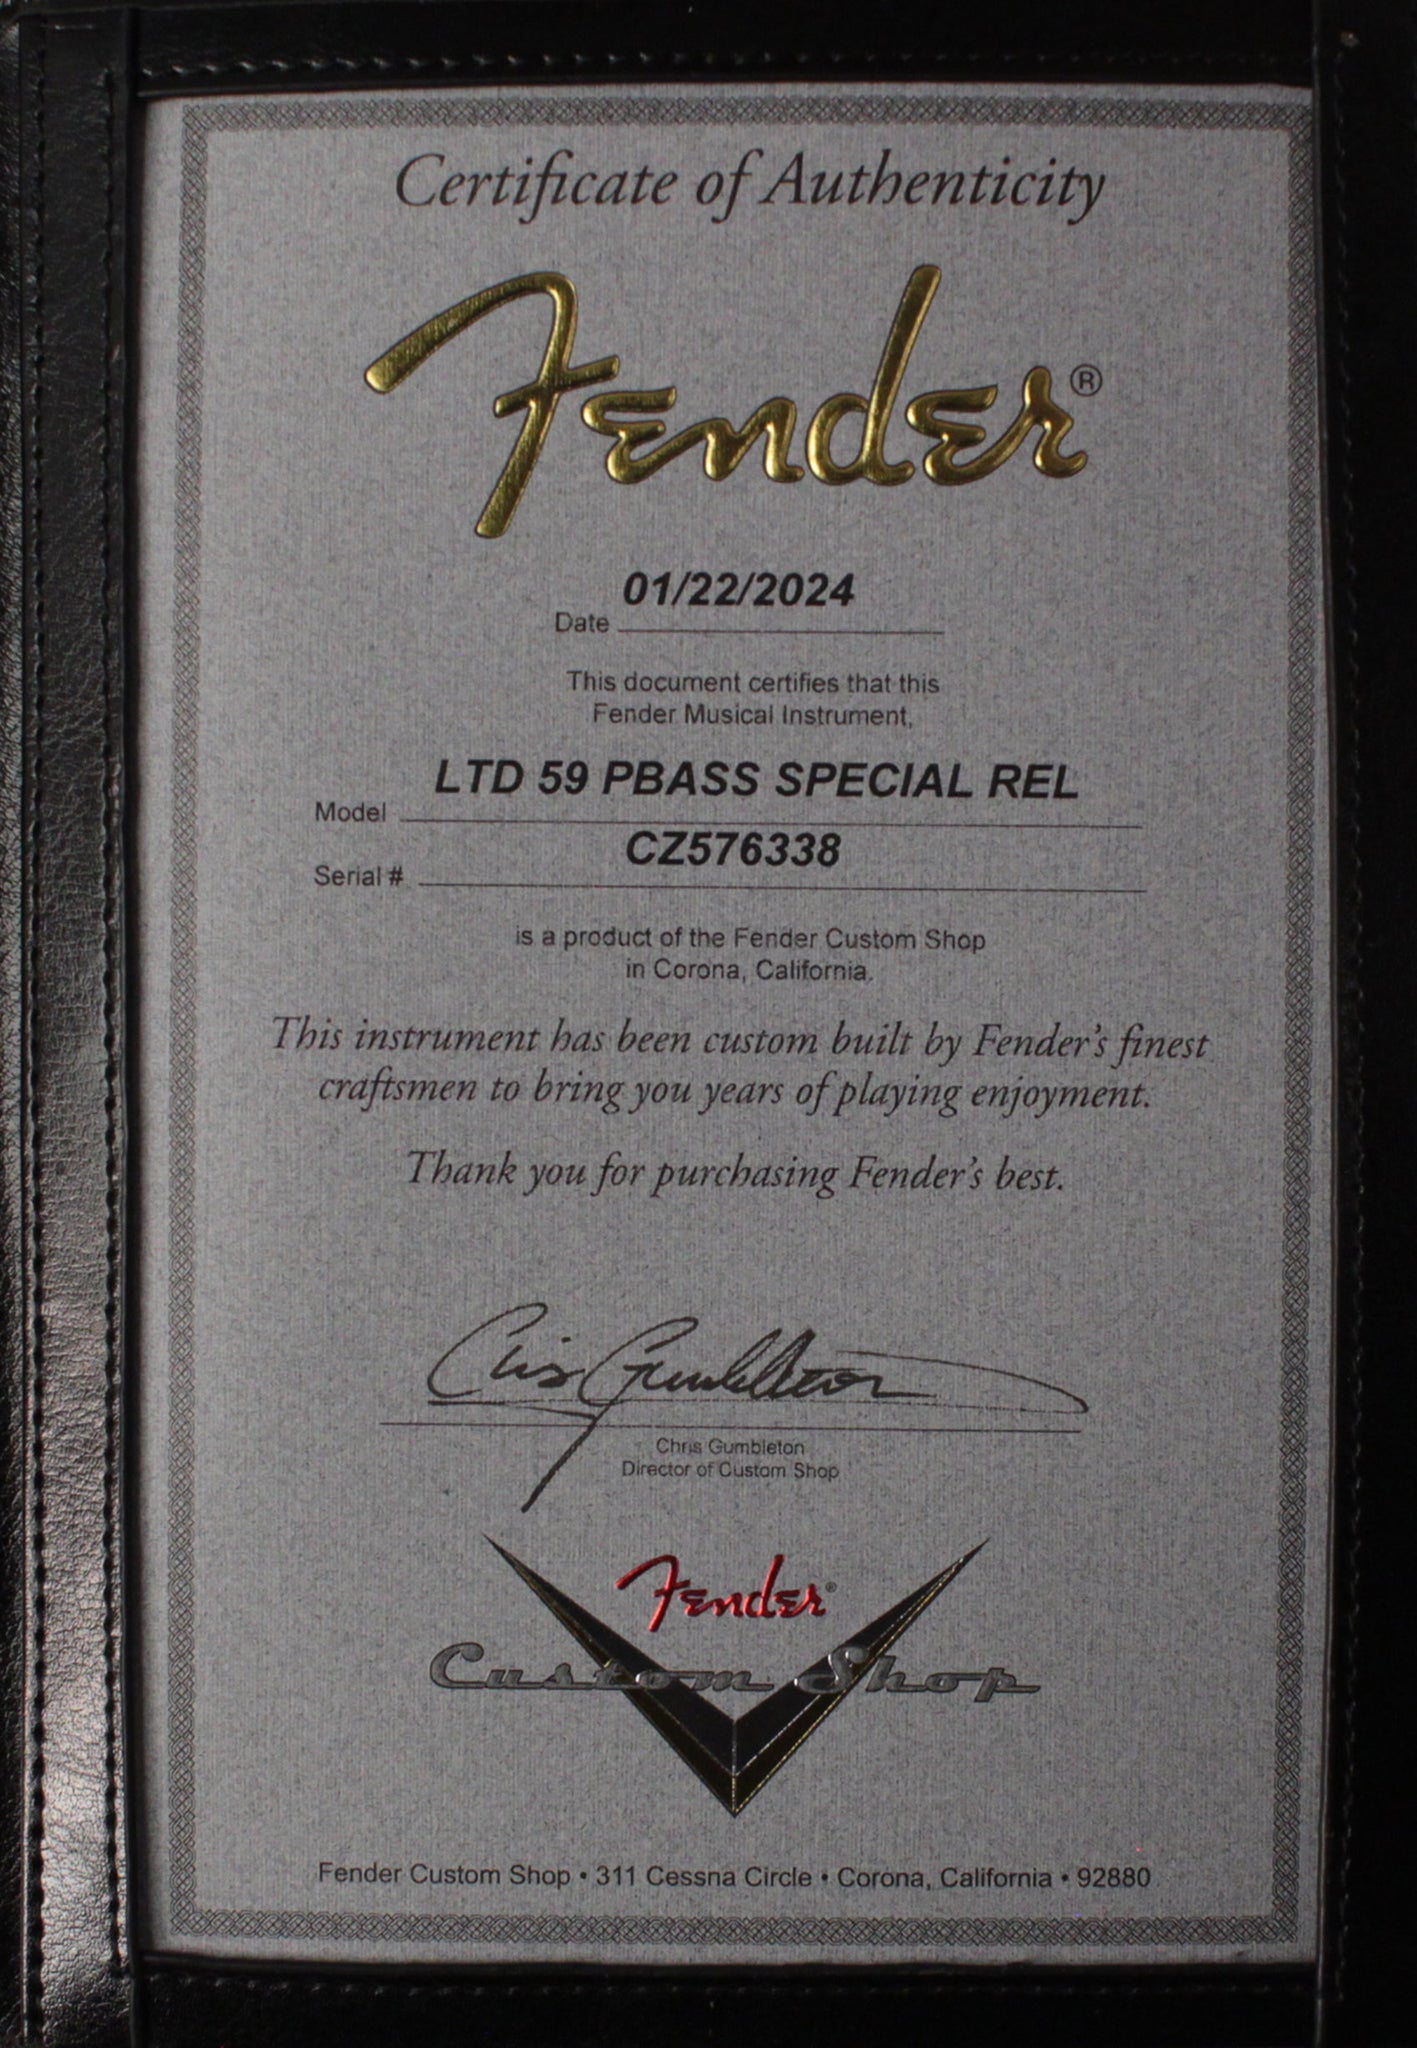 Certificate of Authenticity
Fender®
01/22/2024
Date
This document certifies that this
Fender Musical Instrument,
LTD 59 PBASS SPECIAL REL
Model
CZ576338
Serial #
is a product of the Fender Custom Shop
in Corona, California.
This instrument has been custom built by Fender's finest
craftsmen to bring you years of playing enjoyment.
Thank you for purchasing Fender's best.
Chris Gumbleton
Chris Gumbleton
Director of Custom Shop
Fender®
Custom Shop
Fender Custom Shop • 311 Cessna Circle • Corona, California • 92880